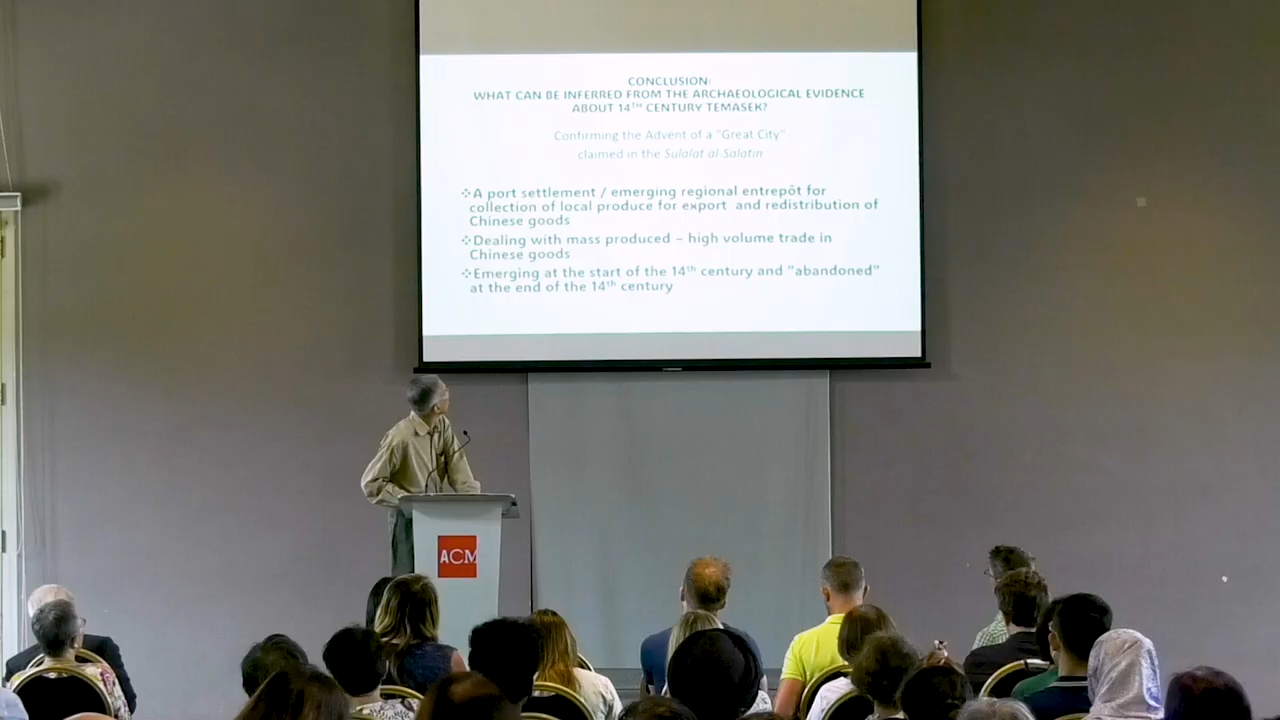 CONCLUSION:
WHAT CAN BE INFERRED FROM THE ARCHAEOLOGICAL EVIDENCE
ABOUT 14TH CENTURY TEMASEK?
Confirming the Advent of a "Great City"
claimed in the Sulalat al-Salatin
❖A port settlement / emerging regional entrepôt for
collection of local produce for export and redistribution of
Chinese goods
❖Dealing with mass produced – high volume trade in
Chinese goods
❖Emerging at the start of the 14th century and "abandoned"
at the end of the 14th century
ACM